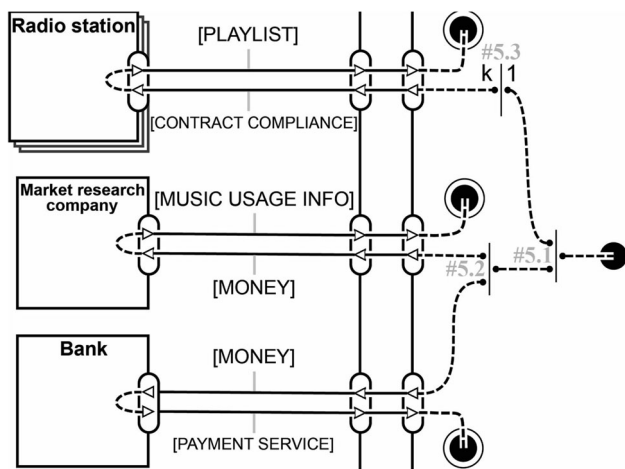 Radio station
[PLAYLIST]
#5.3
k 1
[CONTRACT COMPLIANCE]
Market research
company
[MUSIC USAGE INFO]
#5.2
#5.1
[MONEY]
Bank
[MONEY]
[PAYMENT SERVICE]